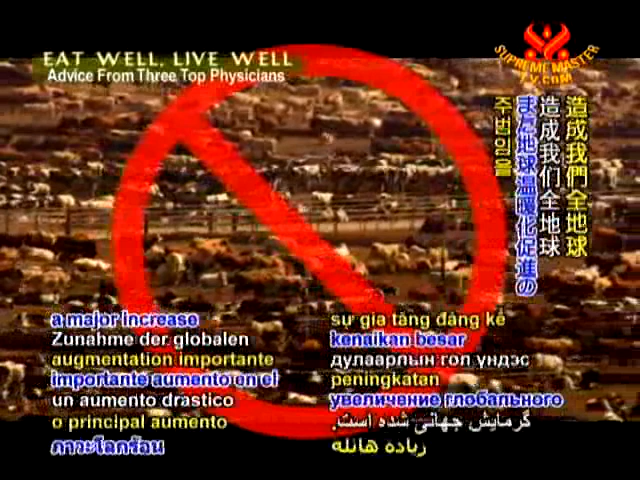 EAT WELL, LIVE WELL
Advice From Three Top Physicians
SUPREME MASTER
TV.COM
造成我們全地球
造成我们全地球
また地球温暖化促進の
주범임을
a major increase
Zunahme der globalen
augmentation importante
importante aumento en el
un aumento drastico
o principal aumento
ภาวะโลกร้อน
sự gia tăng đáng kể
kenaikan besar
дулаарлын гол үндэс
peningkatan
увеличение глобального
گرمایش جهانی شده است.
زيادة هائلة